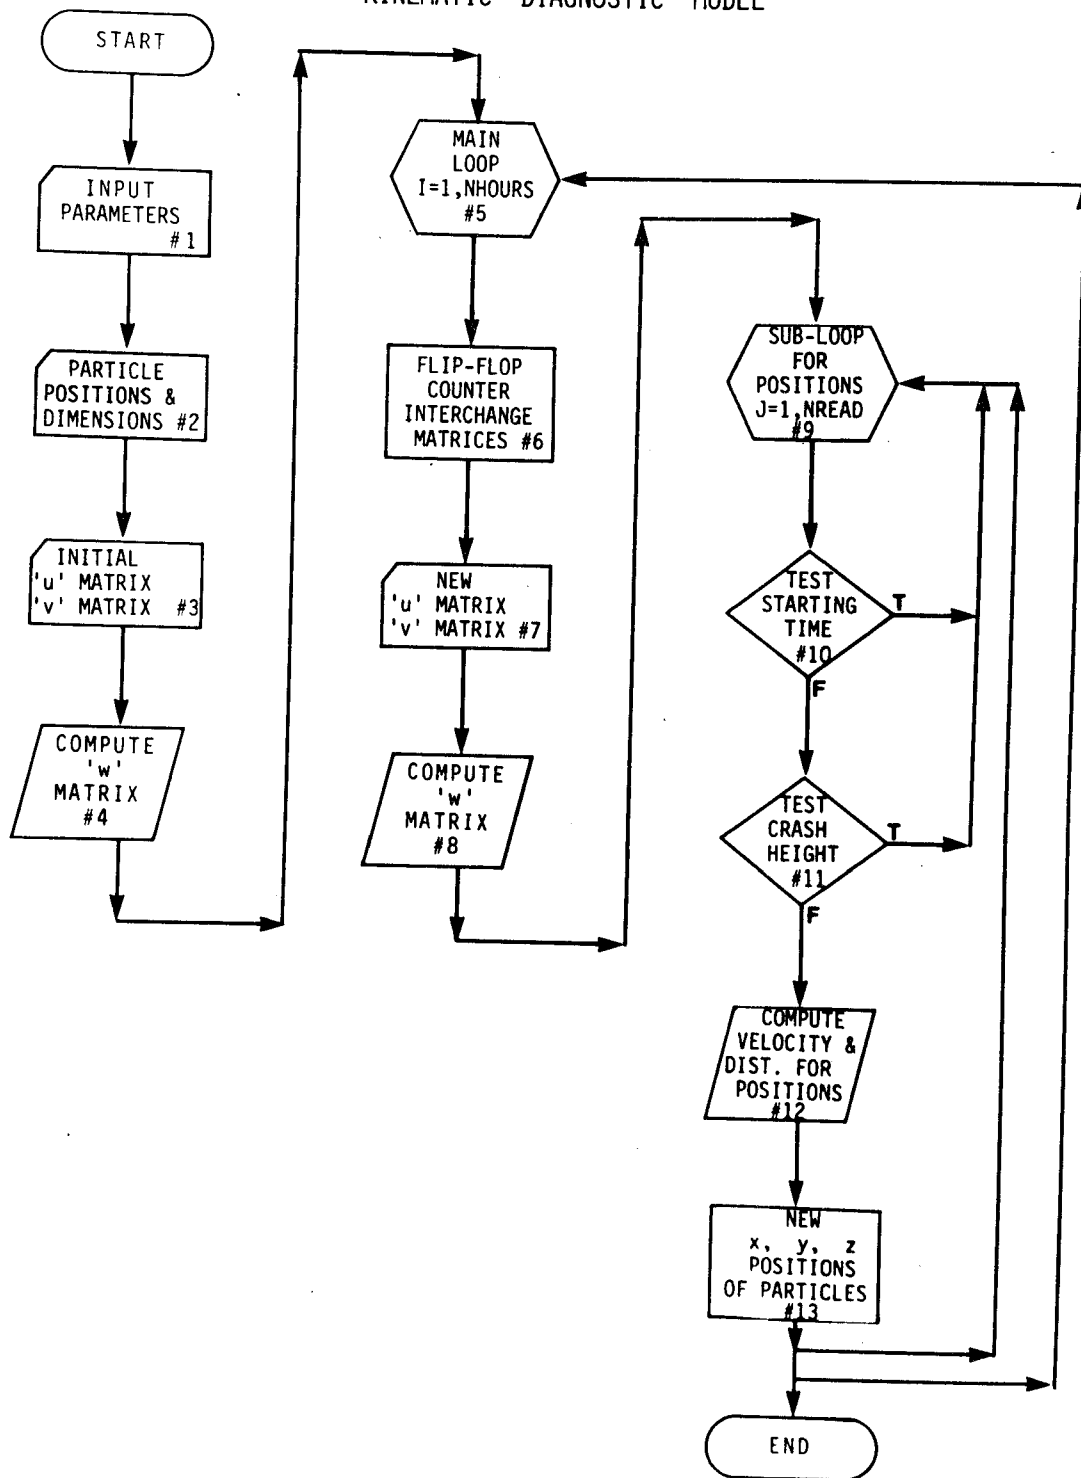 KINEMATIC DIAGNOSTIC MODEL
START
INPUT
PARAMETERS
#1
PARTICLE
POSITIONS &
DIMENSIONS #2
INITIAL
'u' MATRIX
'v' MATRIX #3
COMPUTE
'w'
MATRIX
#4
MAIN
LOOP
I=1,NHOURS
#5
FLIP-FLOP
COUNTER
INTERCHANGE
MATRICES #6
NEW
'u' MATRIX
'v' MATRIX #7
COMPUTE
'w'
MATRIX
#8
SUB-LOOP
FOR
POSITIONS
J=1,NREAD
#9
TEST
STARTING
TIME
#10
T
F
TEST
CRASH
HEIGHT
#11
T
F
COMPUTE
VELOCITY &
DIST. FOR
POSITIONS
#12
NEW
x, y, z
POSITIONS
OF PARTICLES
#13
END